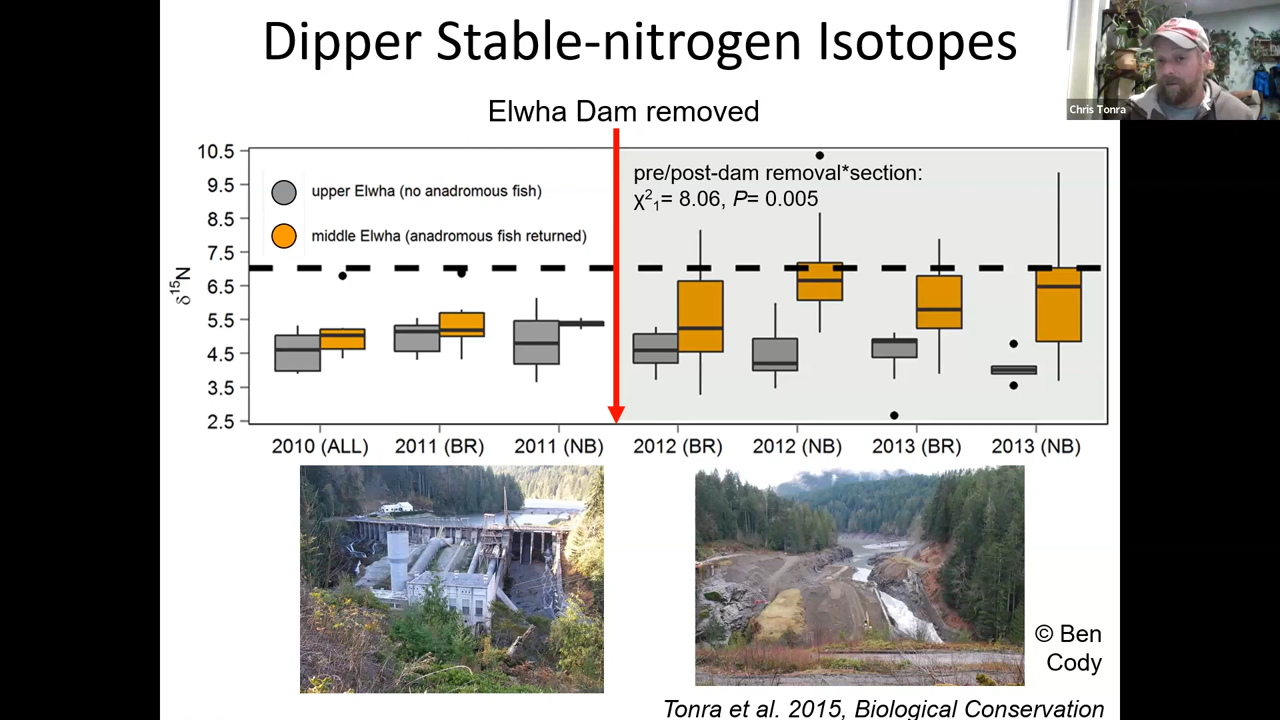 Dipper Stable-nitrogen Isotopes
Chris Tonra
Elwha Dam removed
10.5
9.5
8.5
7.5
6.5
5.5
4.5
3.5
2.5
δ¹⁵N
upper Elwha (no anadromous fish)
middle Elwha (anadromous fish returned)
pre/post-dam removal*section:
χ²₁= 8.06, P= 0.005
2010 (ALL) 2011 (BR) 2011 (NB) 2012 (BR) 2012 (NB) 2013 (BR) 2013 (NB)
© Ben
Cody
Tonra et al. 2015, Biological Conservation